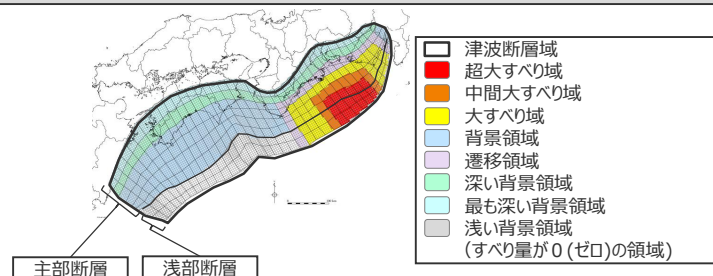 津波断層域
超大すべり域
中間大すべり域
大すべり域
背景領域
遷移領域
深い背景領域
最も深い背景領域
浅い背景領域
(すべり量が０(ゼロ)の領域)
主部断層
浅部断層